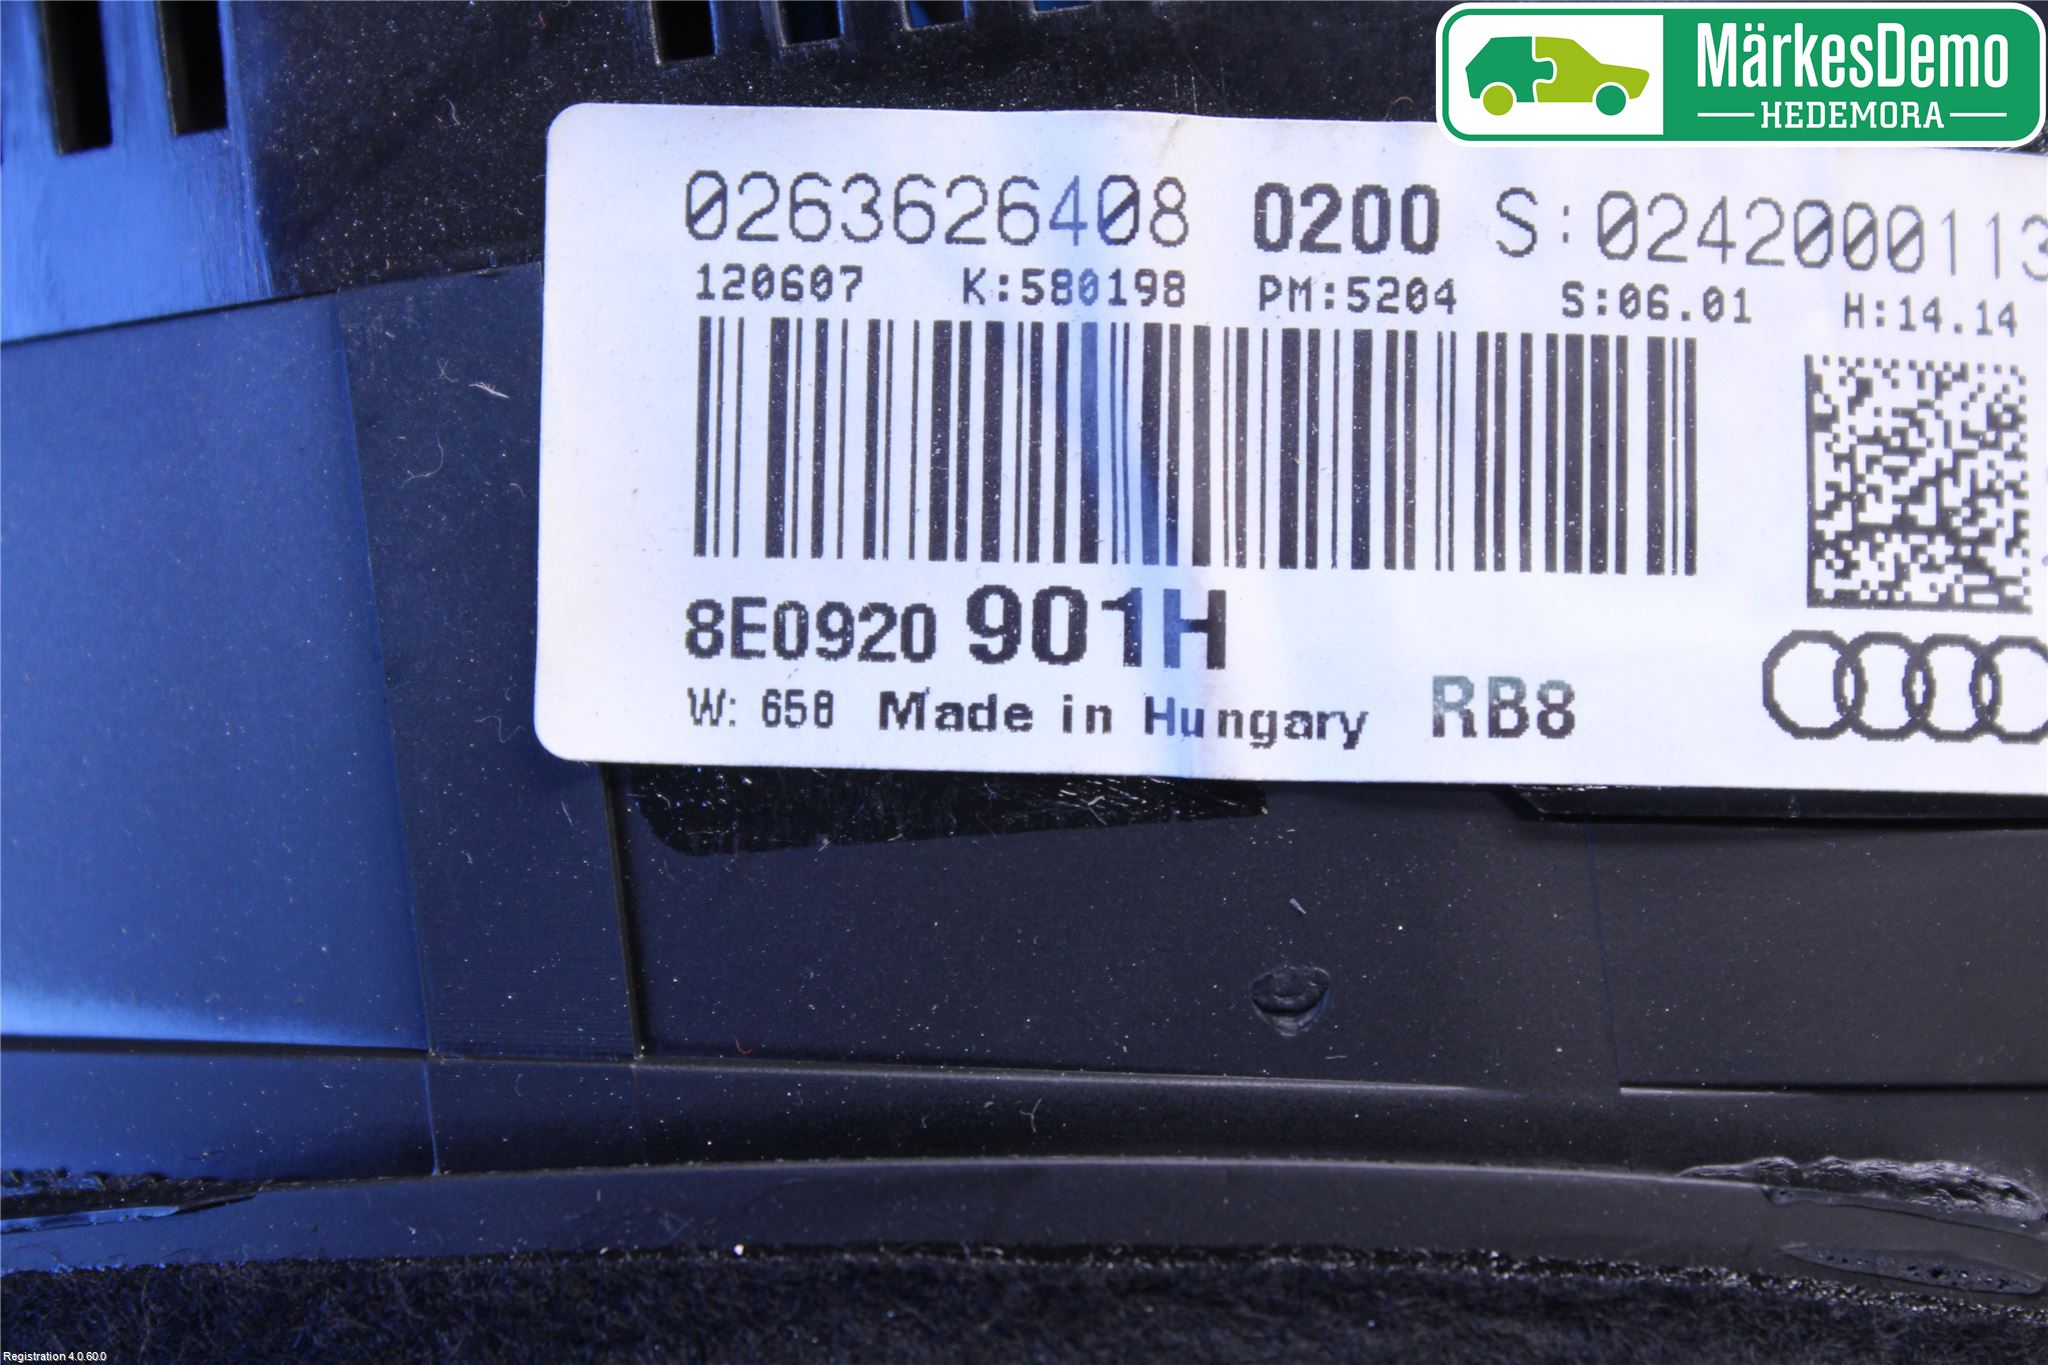 MärkesDemo
HEDEMORA
0263626408 0200 S:0242000113
120607 K:580198 PM:5204 S:06.01 H:14.14
8E0920 901H
W: 658 Made in Hungary RB8
Registration 4.0.60.0